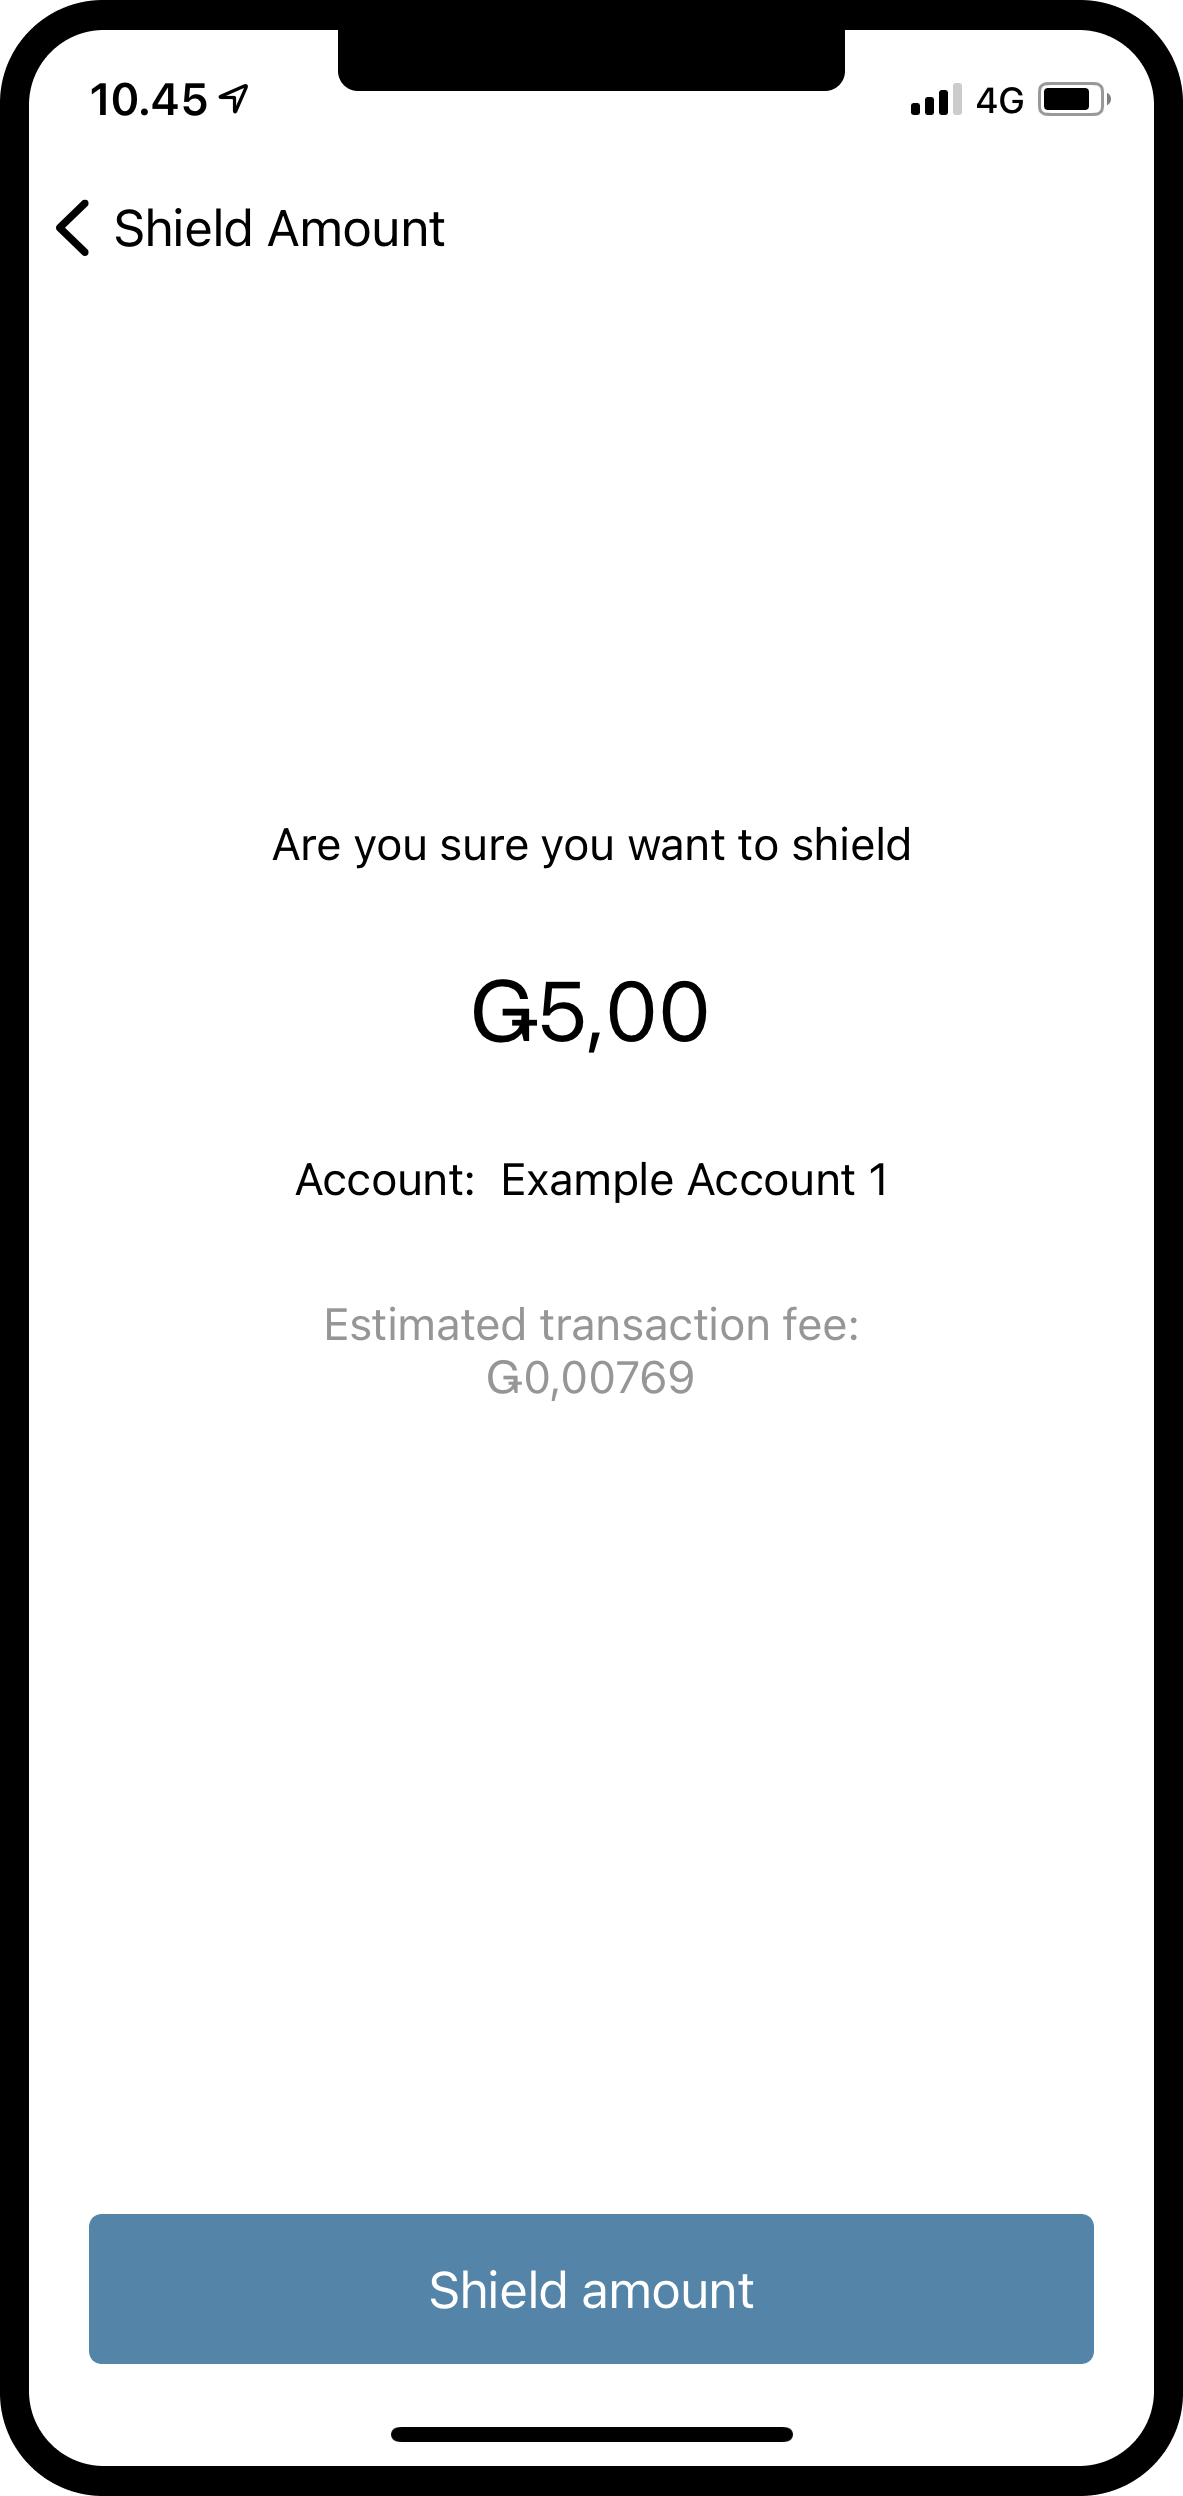 10.45
4G
Shield Amount
Are you sure you want to shield
Ǥ5,00
Account: Example Account 1
Estimated transaction fee:
Ǥ0,00769
Shield amount